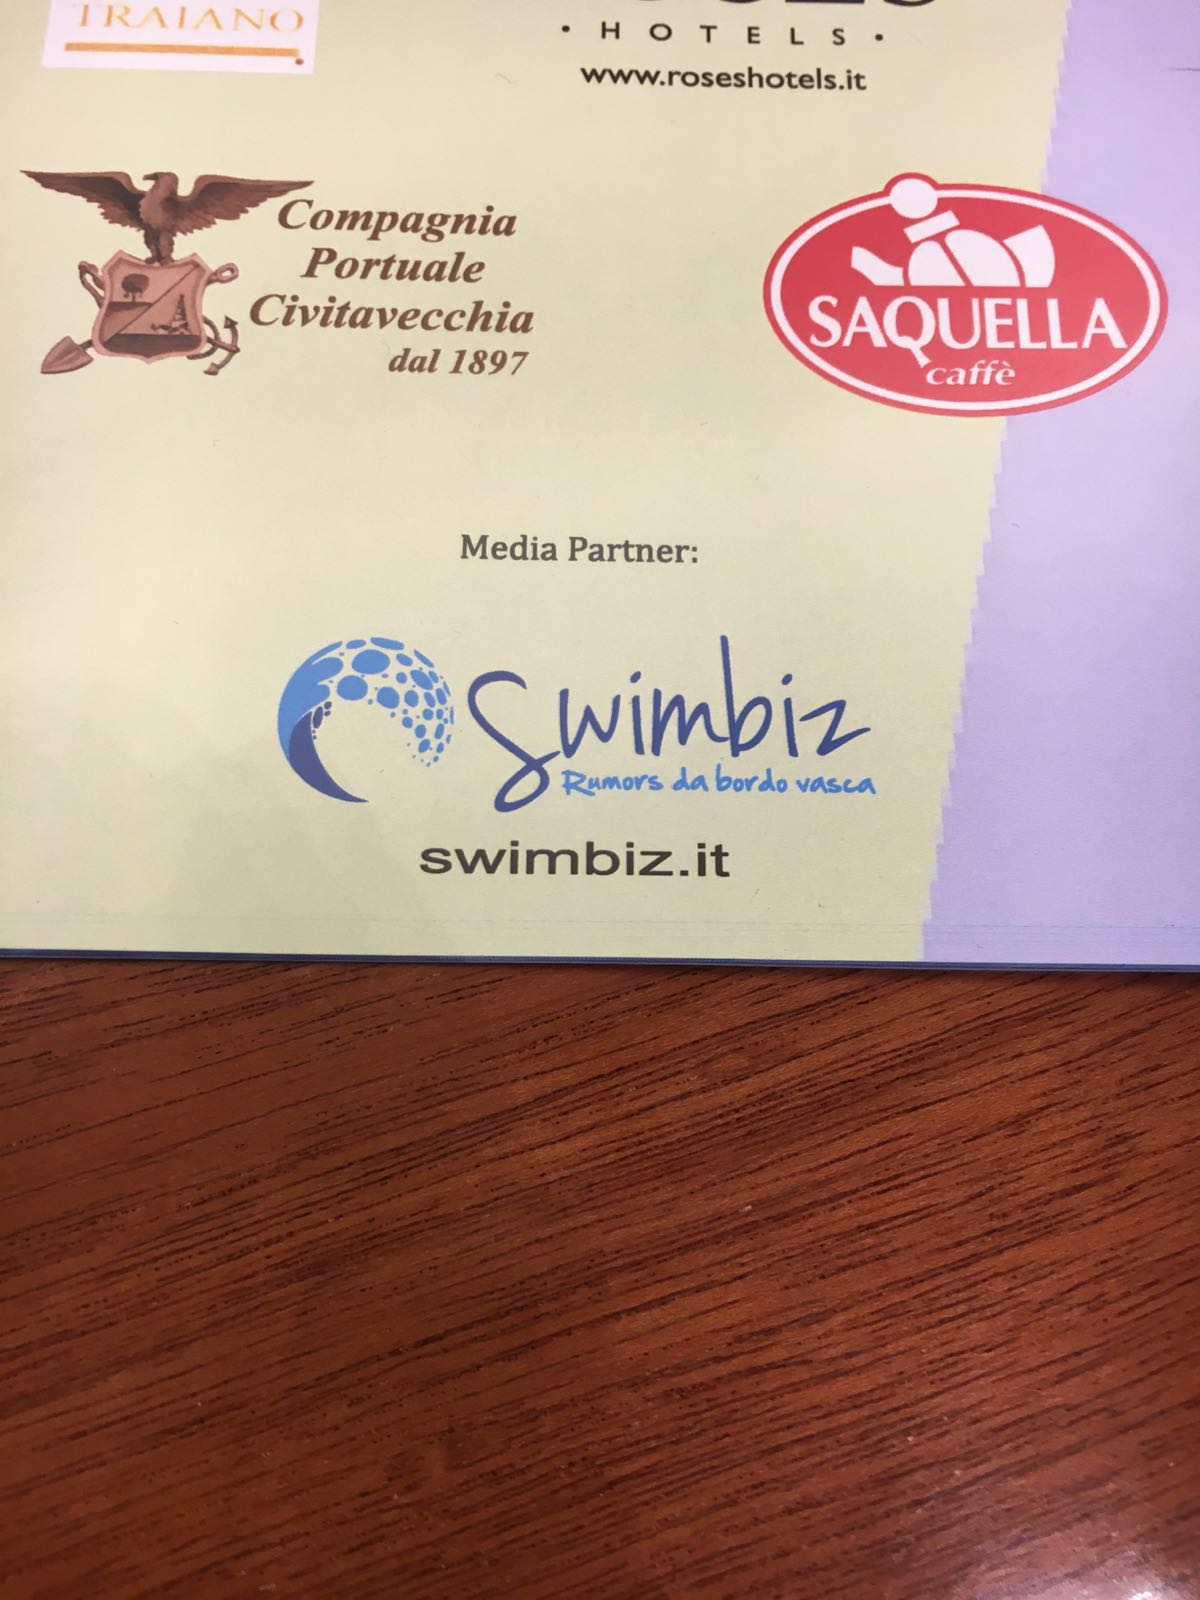 TRAIANO
· HOTELS ·
www.roseshotels.it
Compagnia
Portuale
Civitavecchia
dal 1897
SAQUELLA
caffè
Media Partner:
Swimbiz
Rumors da bordo vasca
swimbiz.it